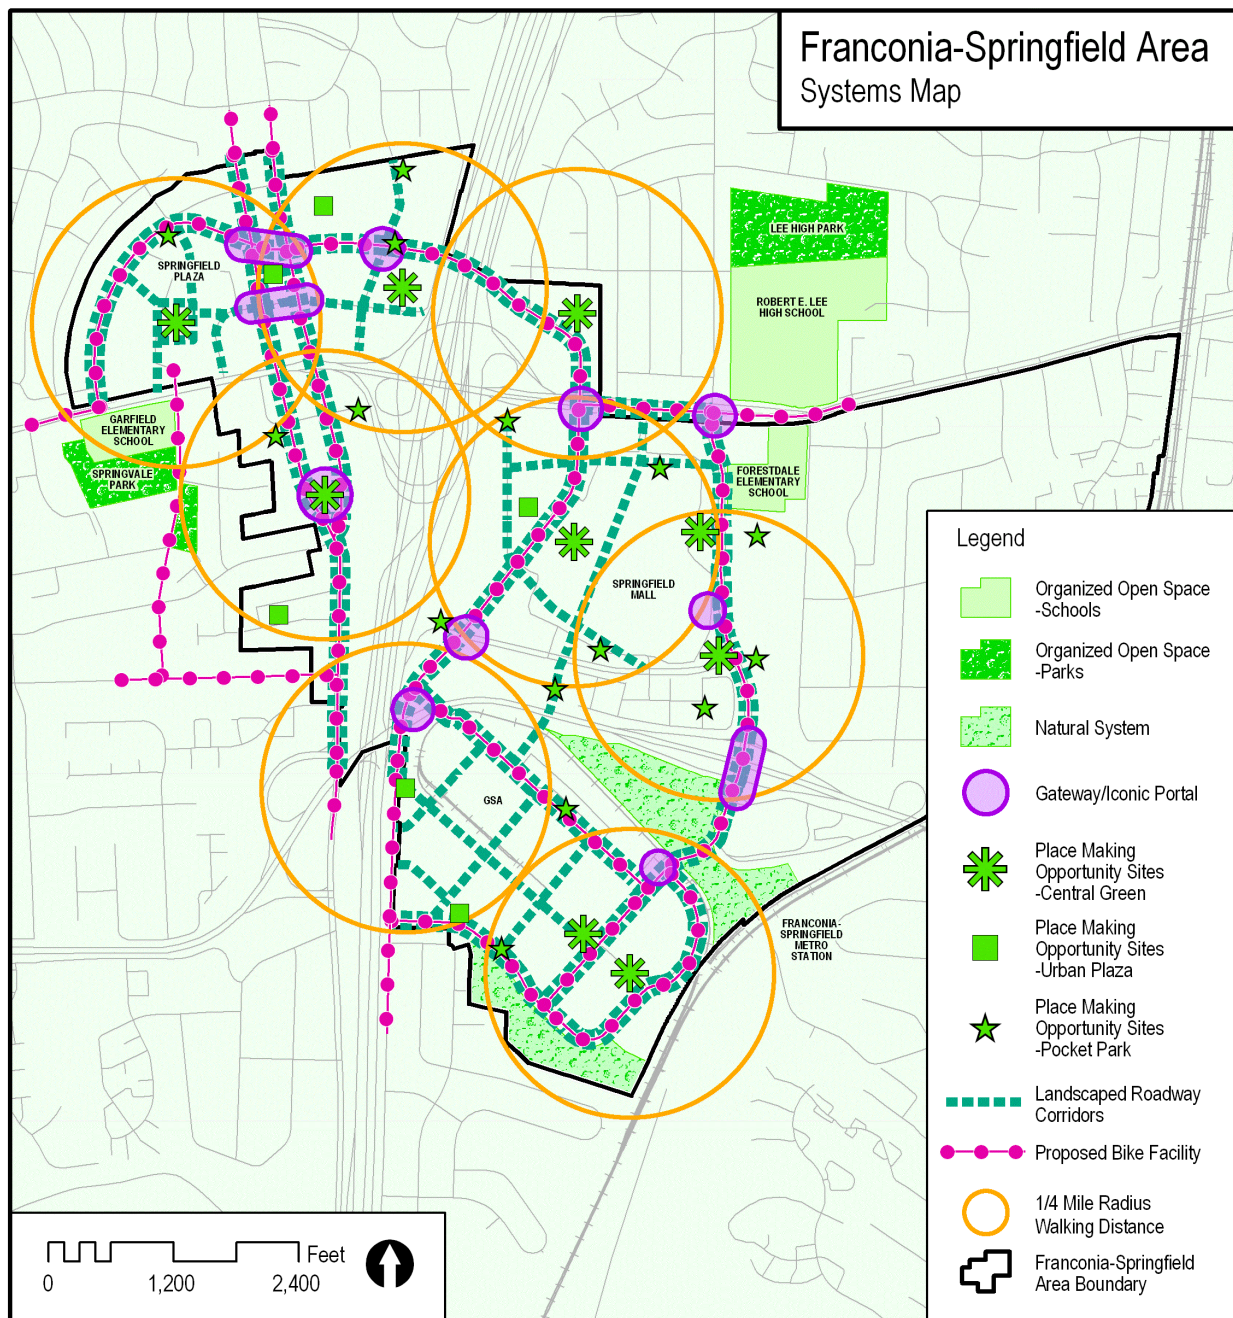 Franconia-Springfield Area
Systems Map
LEE HIGH PARK
SPRINGFIELD
PLAZA
ROBERT E. LEE
HIGH SCHOOL
GARFIELD
ELEMENTARY
SCHOOL
SPRINGVALE
PARK
FORESTDALE
ELEMENTARY
SCHOOL
SPRINGFIELD
MALL
GSA
FRANCONIA-
SPRINGFIELD
METRO
STATION
Legend
Organized Open Space
-Schools
Organized Open Space
-Parks
Natural System
Gateway/Iconic Portal
Place Making
Opportunity Sites
-Central Green
Place Making
Opportunity Sites
-Urban Plaza
Place Making
Opportunity Sites
-Pocket Park
Landscaped Roadway
Corridors
Proposed Bike Facility
1/4 Mile Radius
Walking Distance
Franconia-Springfield
Area Boundary
Feet
0 1,200 2,400